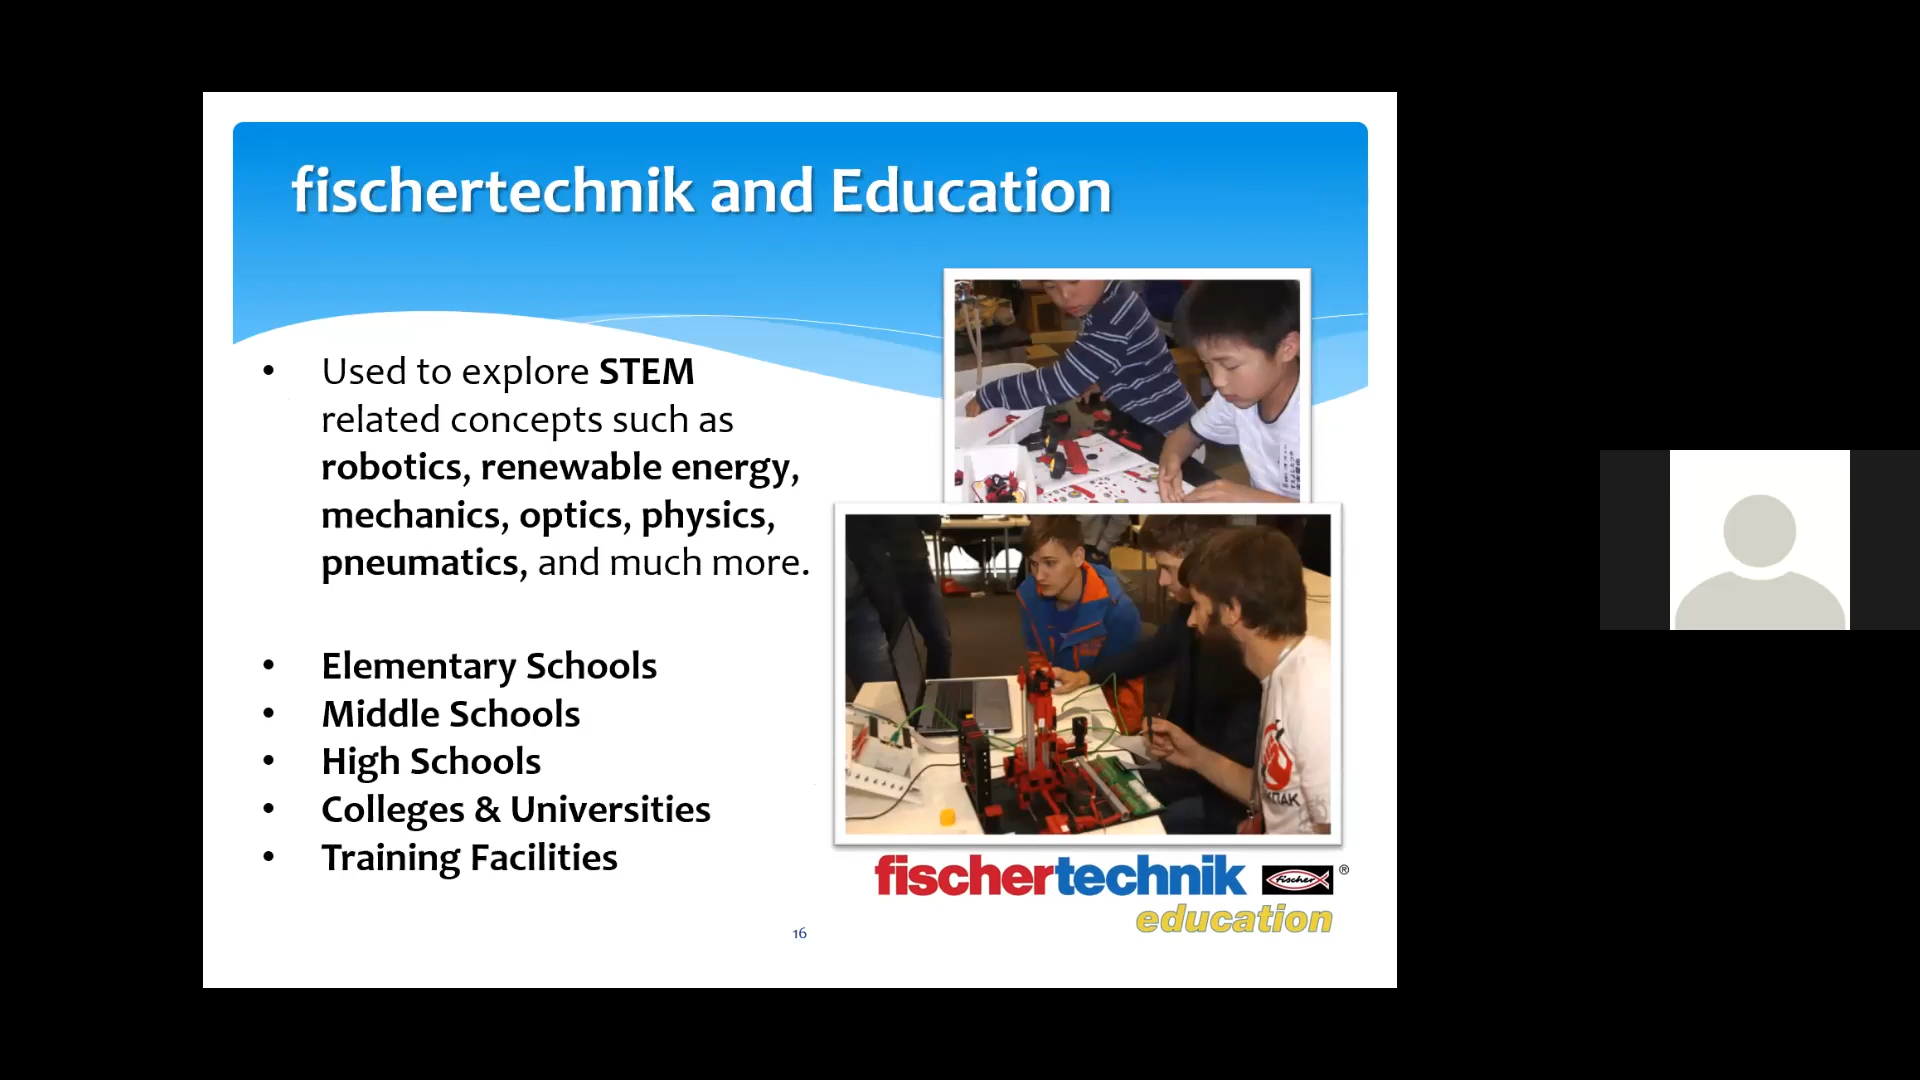 fischertechnik and Education
• Used to explore STEM
related concepts such as
robotics, renewable energy,
mechanics, optics, physics,
pneumatics, and much more.
• Elementary Schools
• Middle Schools
• High Schools
• Colleges & Universities
• Training Facilities
fischertechnik fischer ®
education
16